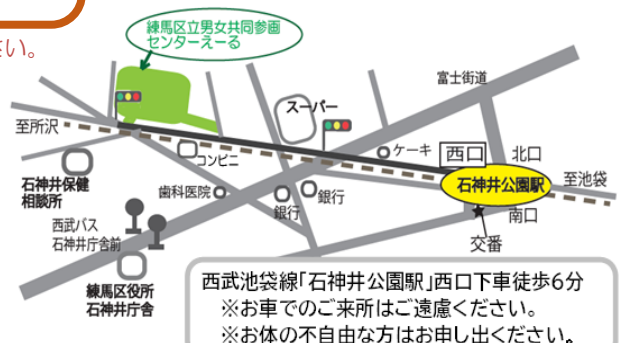 さい。
練馬区立男女共同参画
センターえーる
富士街道
スーパー
至所沢
コンビニ
ケーキ
西口
北口
石神井公園駅
至池袋
石神井保健
相談所
歯科医院
銀行
銀行
南口
交番
西武バス
石神井庁舎前
練馬区役所
石神井庁舎
西武池袋線「石神井公園駅」西口下車徒歩6分
※お車でのご来所はご遠慮ください。
※お体の不自由な方はお申し出ください。